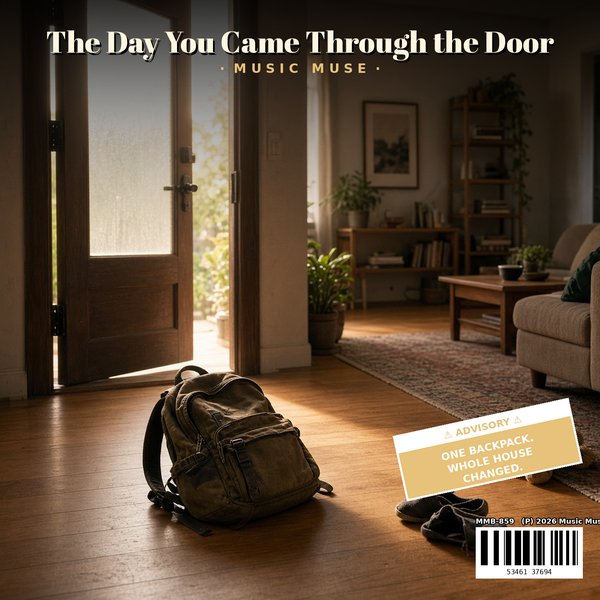 The Day You Came Through the Door
· MUSIC MUSE ·
⚠ ADVISORY ⚠
ONE BACKPACK.
WHOLE HOUSE
CHANGED.
MMB-859 (P) 2026 Music Mus
53461 37694